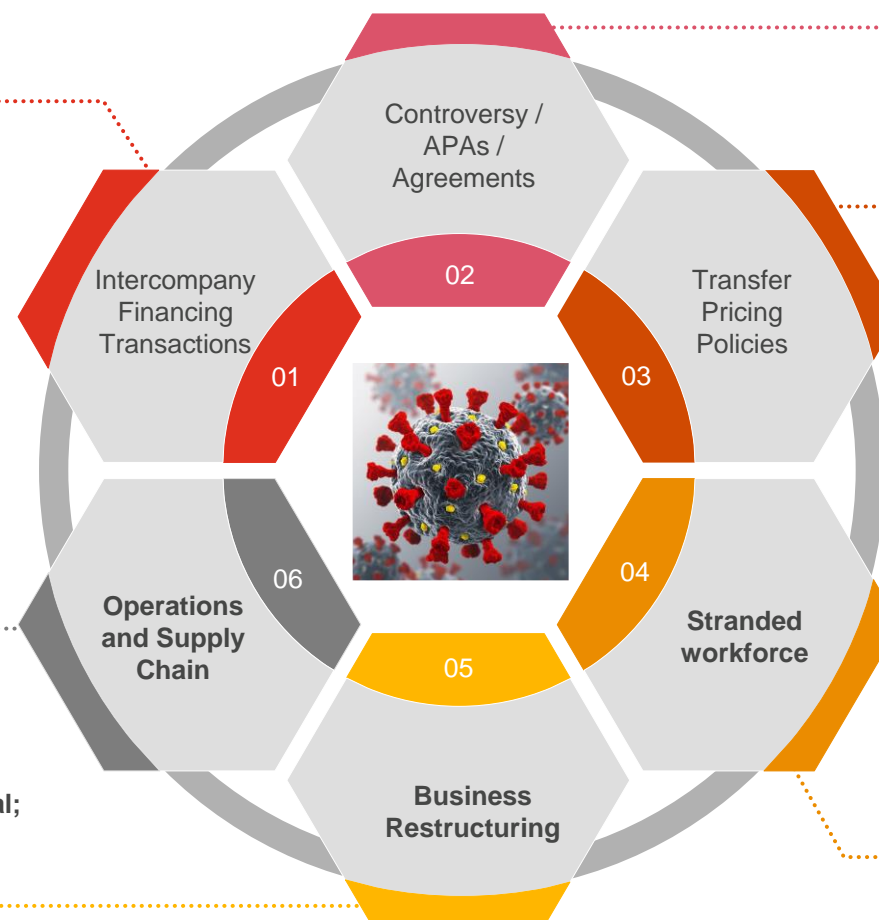 Controversy /
APAs /
Agreements
02
Intercompany
Financing
Transactions
01
Transfer
Pricing
Policies
03
Operations
and Supply
Chain
06
Stranded
workforce
04
05
Business
Restructuring
al;